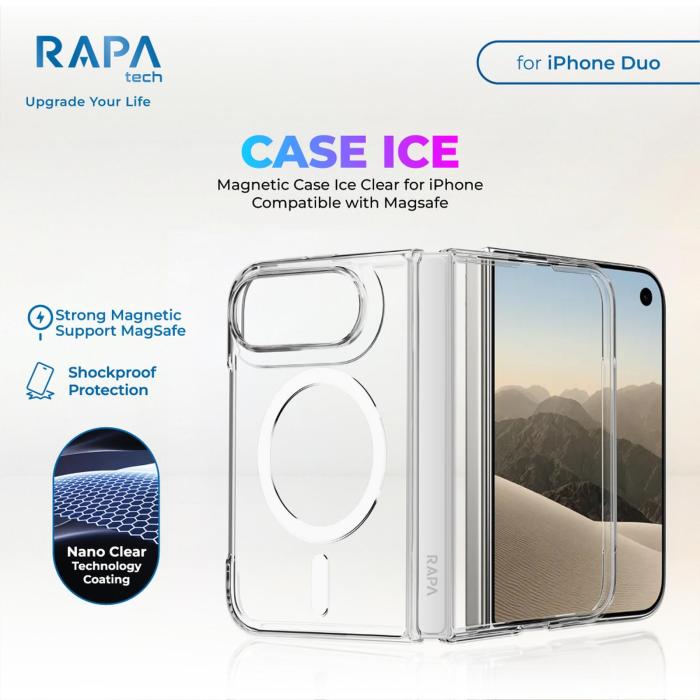 RAPA
tech
Upgrade Your Life
for iPhone Duo
CASE ICE
Magnetic Case Ice Clear for iPhone
Compatible with Magsafe
Strong Magnetic
Support MagSafe
Shockproof
Protection
Nano Clear
Technology
Coating
RAPA